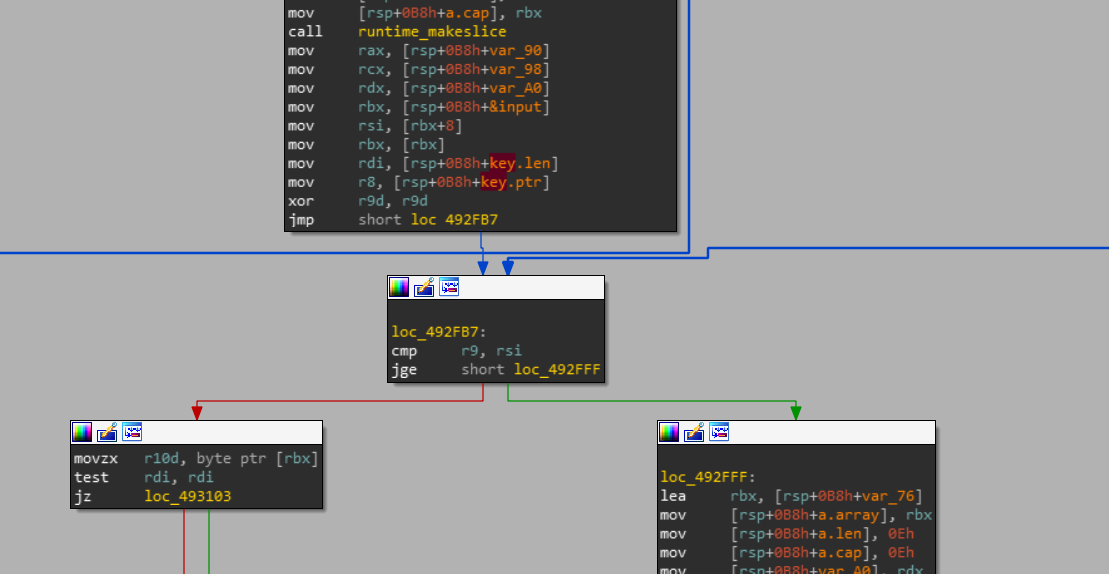 mov [rsp+0B8h+a.cap], rbx
call runtime_makeslice
mov rax, [rsp+0B8h+var_90]
mov rcx, [rsp+0B8h+var_98]
mov rdx, [rsp+0B8h+var_A0]
mov rbx, [rsp+0B8h+&input]
mov rsi, [rbx+8]
mov rbx, [rbx]
mov rdi, [rsp+0B8h+key.len]
mov r8, [rsp+0B8h+key.ptr]
xor r9d, r9d
jmp short loc_492FB7
loc_492FB7:
cmp r9, rsi
jge short loc_492FFF
movzx r10d, byte ptr [rbx]
test rdi, rdi
jz loc_493103
loc_492FFF:
lea rbx, [rsp+0B8h+var_76]
mov [rsp+0B8h+a.array], rbx
mov [rsp+0B8h+a.len], 0Eh
mov [rsp+0B8h+a.cap], 0Eh
mov [rsp+0B8h+var_A0], rdx